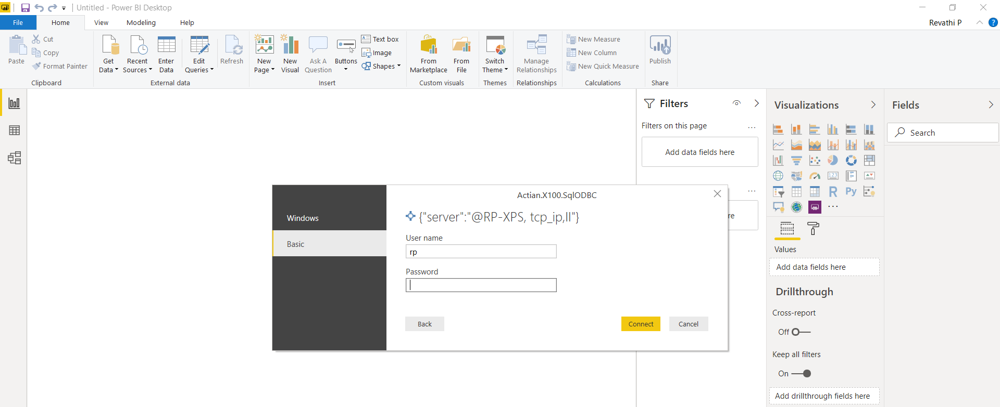 Untitled - Power BI Desktop
File Home View Modeling Help Revathi P ?
Paste
Cut
Copy
Format Painter
Clipboard
Get Data
Recent Sources
Enter Data
Edit Queries
Refresh
External data
New Page
New Visual
Ask A Question
Buttons
Text box
Image
Shapes
Insert
From Marketplace
From File
Custom visuals
Switch Theme
Themes
Manage Relationships
Relationships
New Measure
New Column
New Quick Measure
Calculations
Publish
Share
Filters
Filters on this page ...
Add data fields here
...
re
Actian.X100.SqlODBC
Windows
Basic
{"server":"@RP-XPS, tcp_ip,II"}
User name
rp
Password
Back Connect Cancel
Visualizations
123
R Py
...
Values
Add data fields here
Drillthrough
Cross-report
Off
Keep all filters
On
Add drillthrough fields here
Fields
Search